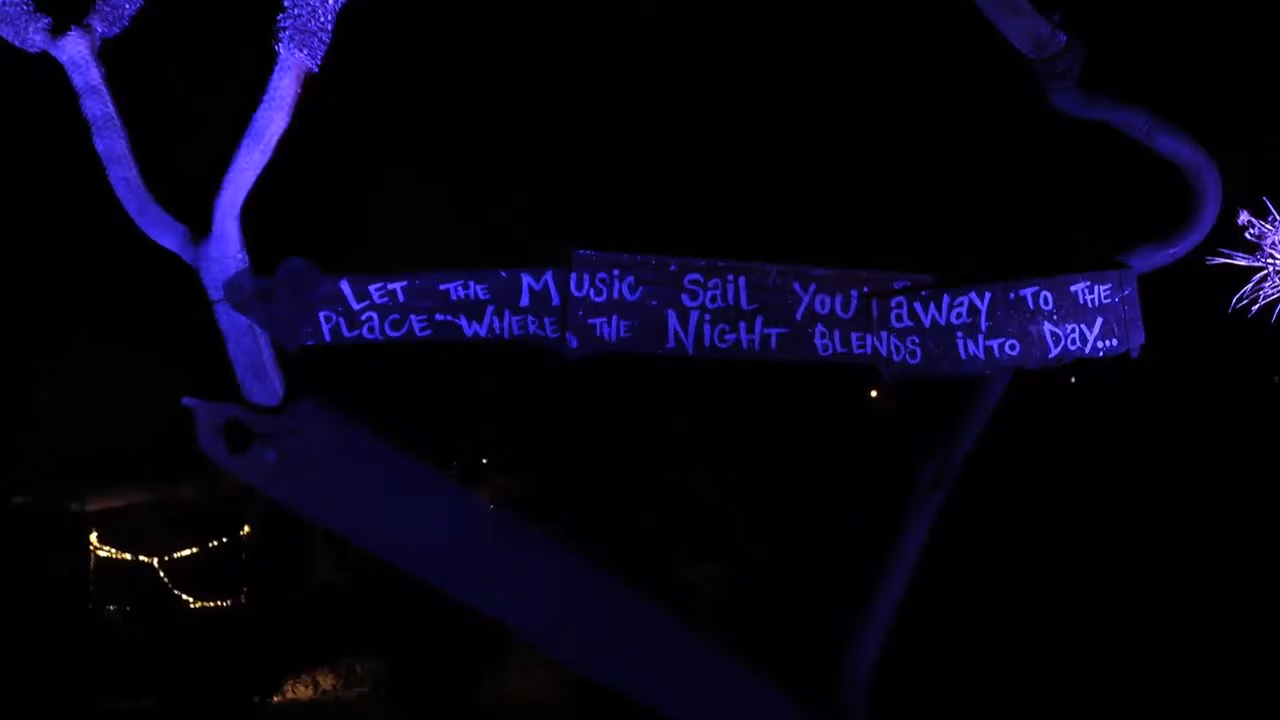 LET THE MUSIC SAIL YOU AWAY TO THE
PLACE WHERE THE NIGHT BLENDS INTO DAY...